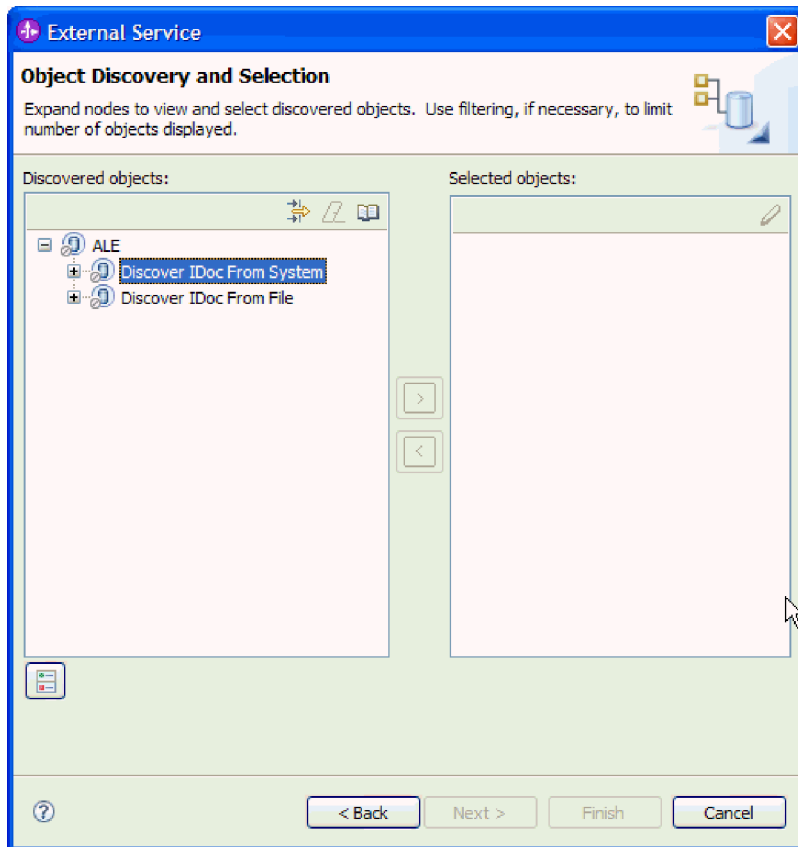 External Service
Object Discovery and Selection
Expand nodes to view and select discovered objects. Use filtering, if necessary, to limit
number of objects displayed.
Discovered objects:
Selected objects:
ALE
Discover IDoc From System
Discover IDoc From File
>
<
?
< Back
Next >
Finish
Cancel